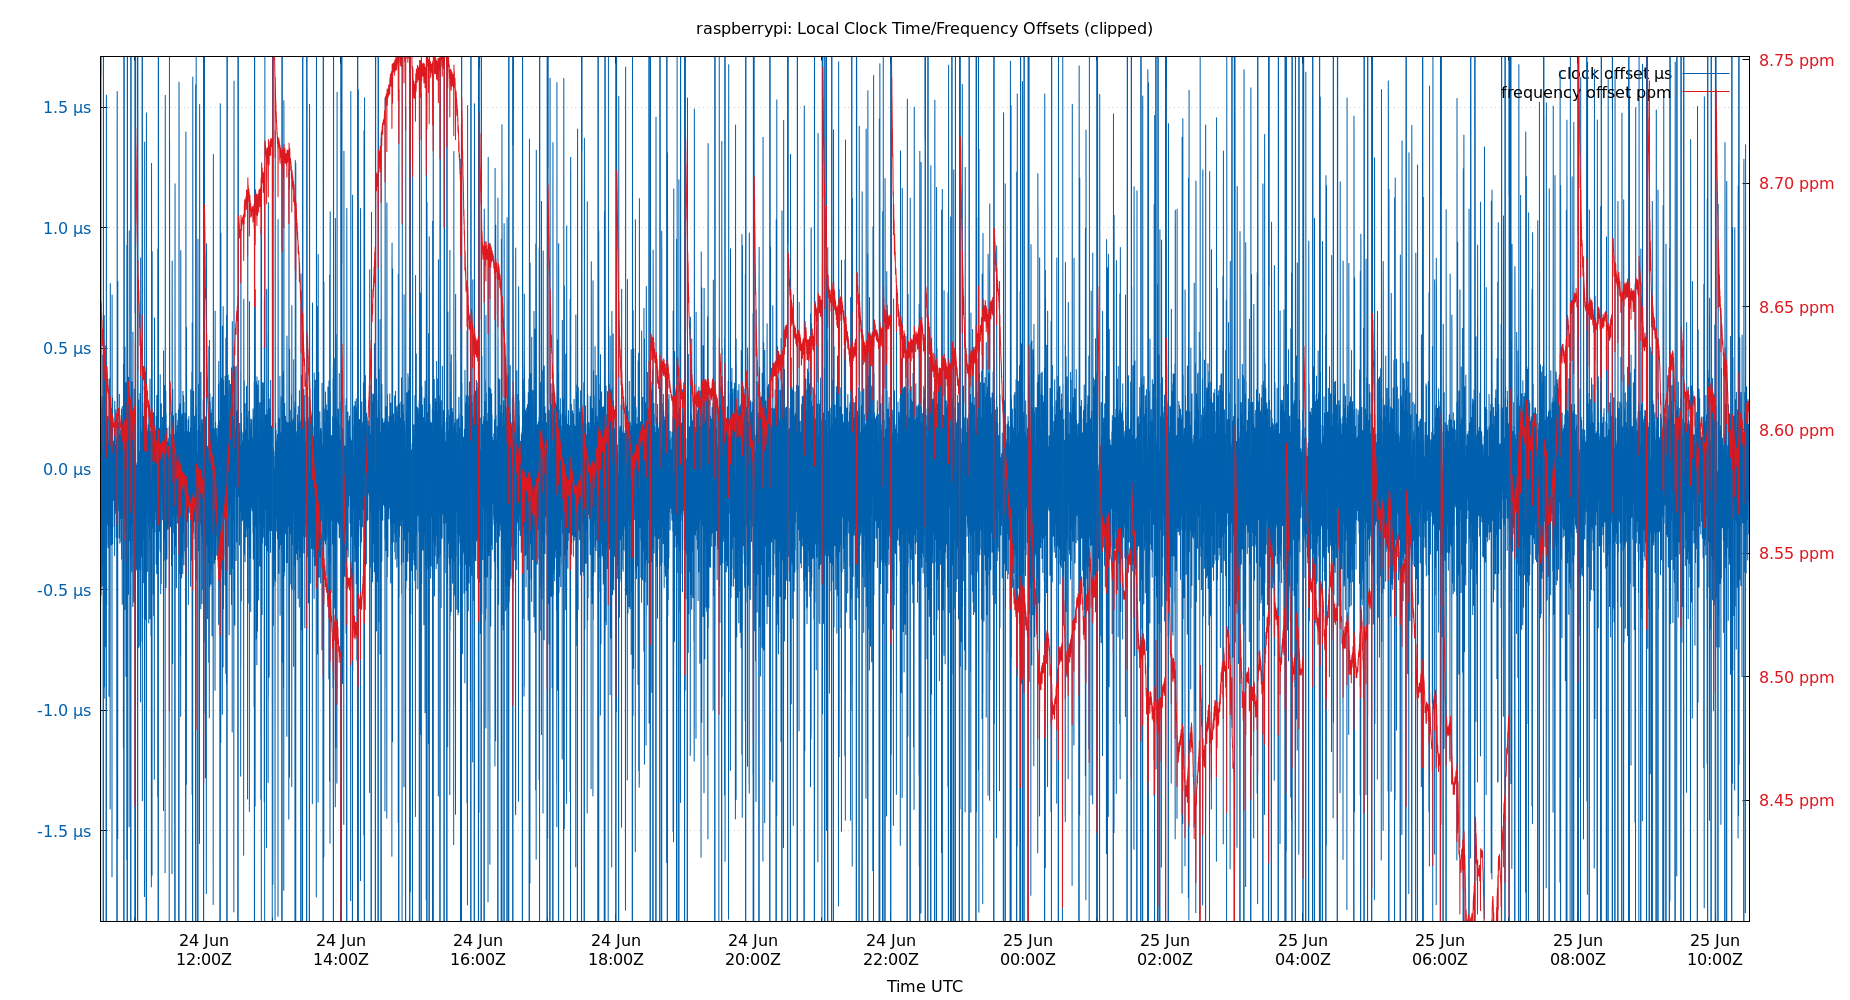 raspberrypi: Local Clock Time/Frequency Offsets (clipped)
clock offset µs
frequency offset ppm
1.5 µs
1.0 µs
0.5 µs
0.0 µs
-0.5 µs
-1.0 µs
-1.5 µs
8.75 ppm
8.70 ppm
8.65 ppm
8.60 ppm
8.55 ppm
8.50 ppm
8.45 ppm
24 Jun 24 Jun 24 Jun 24 Jun 24 Jun 24 Jun 25 Jun 25 Jun 25 Jun 25 Jun 25 Jun 25 Jun
12:00Z 14:00Z 16:00Z 18:00Z 20:00Z 22:00Z 00:00Z 02:00Z 04:00Z 06:00Z 08:00Z 10:00Z
Time UTC